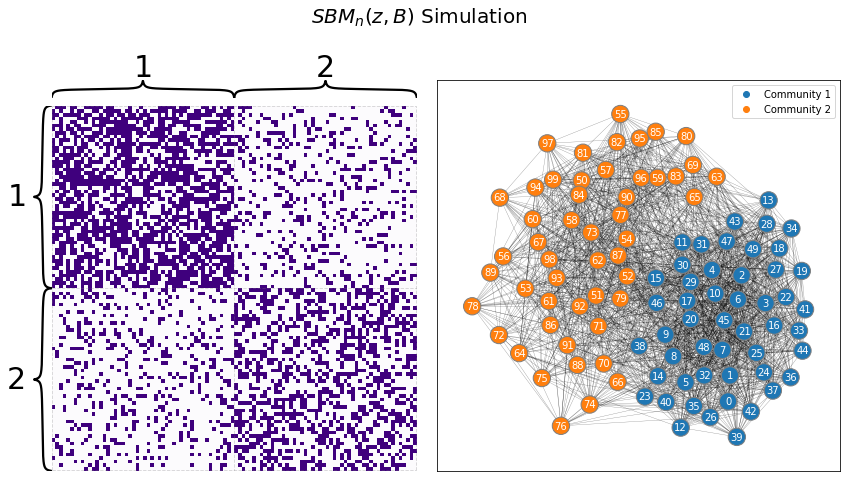 SBMₙ(z, B) Simulation
1 2
1
2
Community 1
Community 2
55
97 82 95 85 80
81
57 69
94 99 50 96 59 83 63
68 84 90 65 13
60 58 77 43 28 34
67 73 54 11 31 47 49 18
56 98 62 87 30 4 27 19
89 93 52 15 29 2
53 61 51 79 46 17 10 6 3 22
78 92 20 45 41
72 86 71 9 21 16 33
64 91 38 48 7 25 44
88 70 8
75 66 14 5 32 1 24 36
74 23 40 35 0 37
76 12 26 42
39